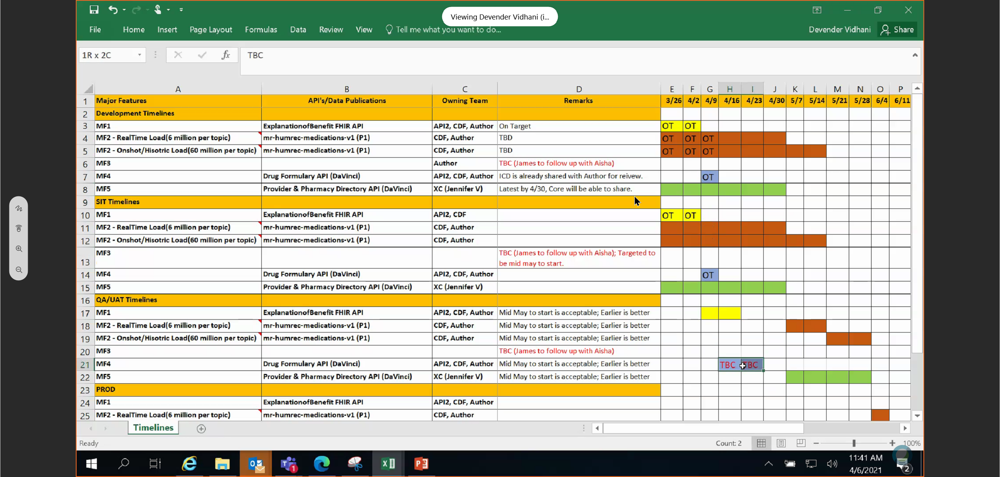 Viewing Devender Vidhani (i...
File Home Insert Page Layout Formulas Data Review View Tell me what you want to do... Devender Vidhani Share
1R x 2C fx TBC
A B C D E F G H I J K L M N O P
1 Major Features API's/Data Publications Owning Team Remarks 3/26 4/2 4/9 4/16 4/23 4/30 5/7 5/14 5/21 5/28 6/4 6/11
2 Development Timelines
3 MF1 ExplanationofBenefit FHIR API API2, CDF, Author On Target OT OT
4 MF2 - RealTime Load(6 million per topic) mr-humrec-medications-v1 (P1) CDF, Author TBD OT OT OT
5 MF2 - Onshot/Hisotric Load(60 million per topic) mr-humrec-medications-v1 (P1) CDF, Author TBD OT OT OT
6 MF3 Author TBC (James to follow up with Aisha)
7 MF4 Drug Formulary API (DaVinci) API2, CDF, Author ICD is already shared with Author for reivew. OT
8 MF5 Provider & Pharmacy Directory API (DaVinci) XC (Jennifer V) Latest by 4/30, Core will be able to share.
9 SIT Timelines
10 MF1 ExplanationofBenefit FHIR API API2, CDF OT OT
11 MF2 - RealTime Load(6 million per topic) mr-humrec-medications-v1 (P1) CDF, Author
12 MF2 - Onshot/Hisotric Load(60 million per topic) mr-humrec-medications-v1 (P1) CDF, Author
13 MF3 TBC (James to follow up with Aisha); Targeted to
be mid may to start.
14 MF4 Drug Formulary API (DaVinci) API2, CDF, Author OT
15 MF5 Provider & Pharmacy Directory API (DaVinci) XC (Jennifer V)
16 QA/UAT Timelines
17 MF1 ExplanationofBenefit FHIR API API2, CDF, Author Mid May to start is acceptable; Earlier is better
18 MF2 - RealTime Load(6 million per topic) mr-humrec-medications-v1 (P1) CDF, Author Mid May to start is acceptable; Earlier is better
19 MF2 - Onshot/Hisotric Load(60 million per topic) mr-humrec-medications-v1 (P1) CDF, Author Mid May to start is acceptable; Earlier is better
20 MF3 TBC (James to follow up with Aisha)
21 MF4 Drug Formulary API (DaVinci) API2, CDF, Author Mid May to start is acceptable; Earlier is better TBC TBC
22 MF5 Provider & Pharmacy Directory API (DaVinci) XC (Jennifer V) Mid May to start is acceptable; Earlier is better
23 PROD
24 MF1 ExplanationofBenefit FHIR API API2, CDF, Author
25 MF2 - RealTime Load(6 million per topic) mr-humrec-medications-v1 (P1) CDF, Author
Timelines
Ready Count: 2 100%
11:41 AM
4/6/2021
1
2